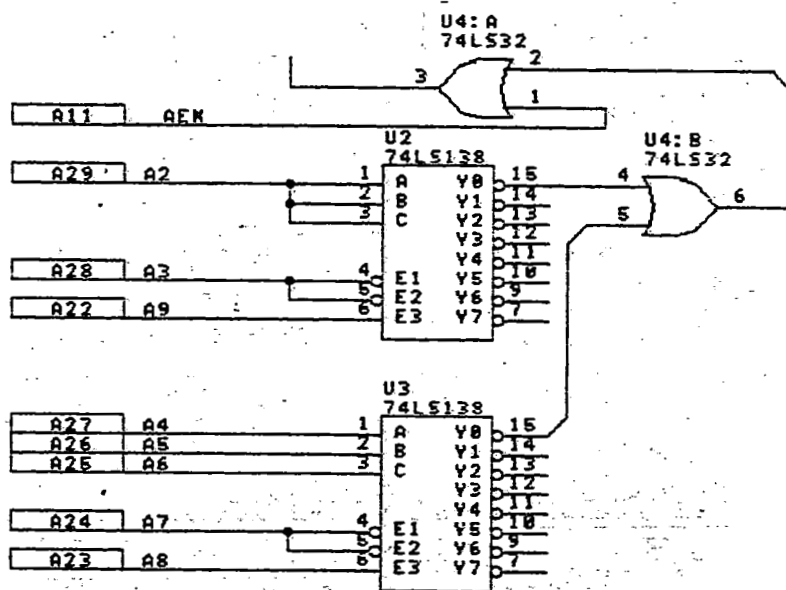 U4:A
74LS32
3
2
1
A11 AEN
U2
74LS138
U4:B
74LS32
A29 A2
1 A Y0 15
2 B Y1 14
3 C Y2 13
Y3 12
Y4 11
A28 A3
4 E1 Y5 10
5 E2 Y6 9
A22 A9
6 E3 Y7 7
4
5
6
U3
74LS138
A27 A4
1 A Y0 15
A26 A5
2 B Y1 14
A25 A6
3 C Y2 13
Y3 12
Y4 11
A24 A7
4 E1 Y5 10
5 E2 Y6 9
A23 A8
6 E3 Y7 7